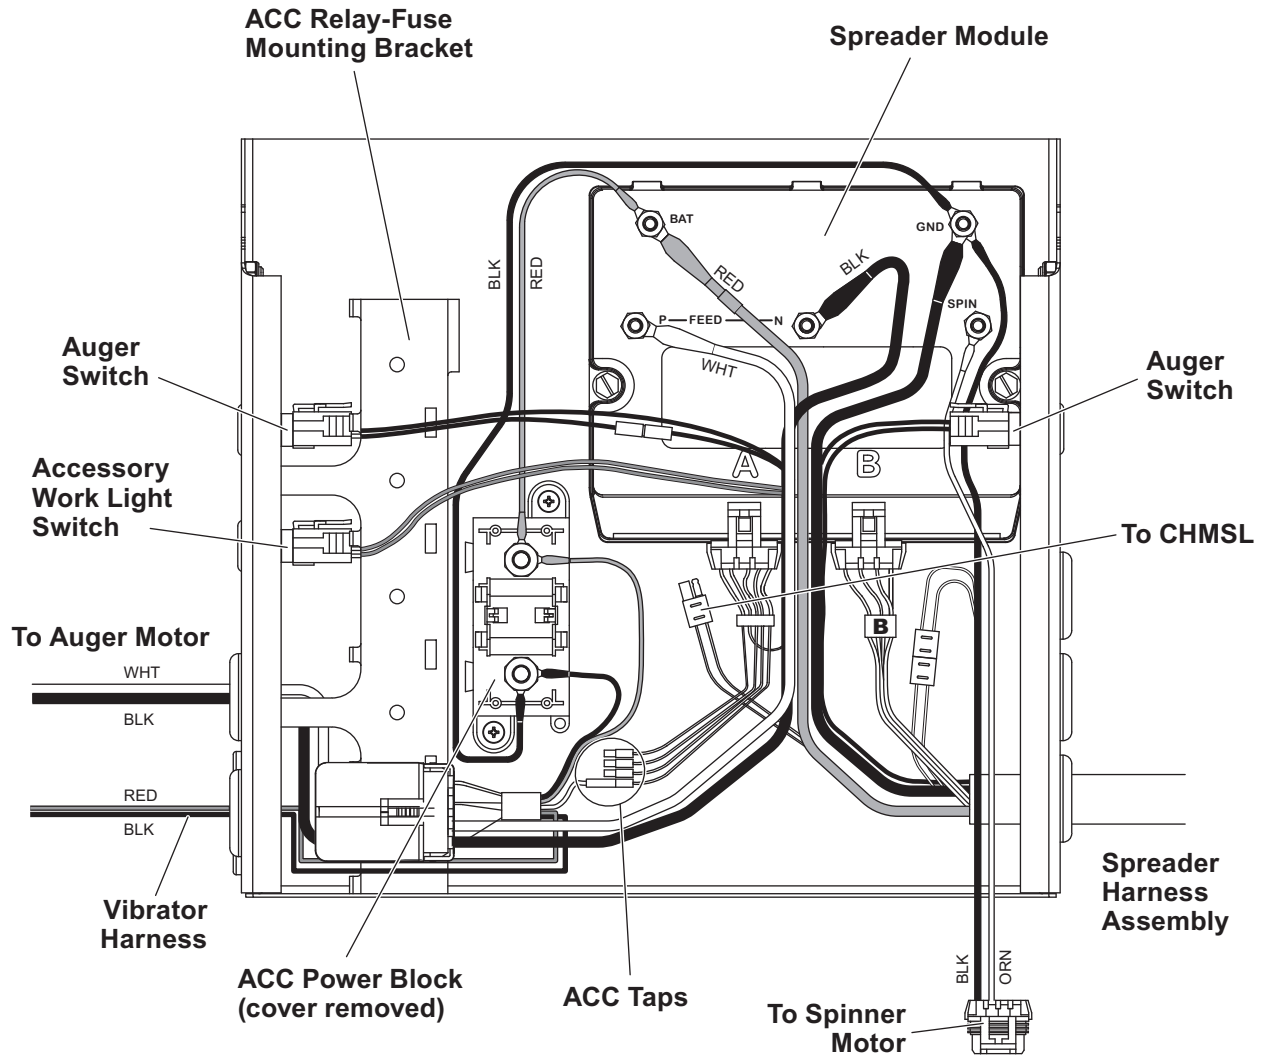 ACC Relay-Fuse
Mounting Bracket
Spreader Module
BAT
GND
BLK
RED
RED
BLK
SPIN
P
FEED
N
WHT
Auger
Switch
Auger
Switch
Accessory
Work Light
Switch
A
B
To CHMSL
B
To Auger Motor
WHT
BLK
RED
BLK
Vibrator
Harness
Spreader
Harness
Assembly
ACC Power Block
(cover removed)
ACC Taps
BLK
ORN
To Spinner
Motor